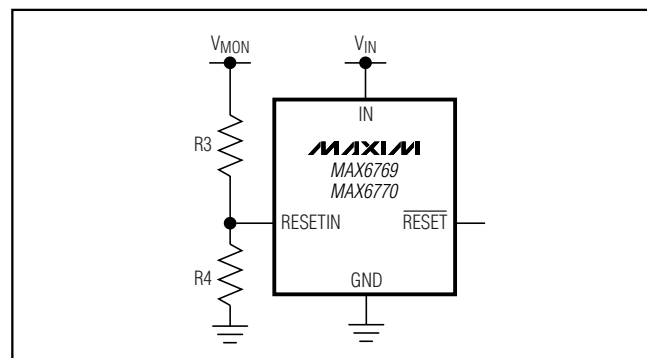 VMON
VIN
IN
R3
MAXIM
MAX6769
MAX6770
RESETIN
RESET
R4
GND